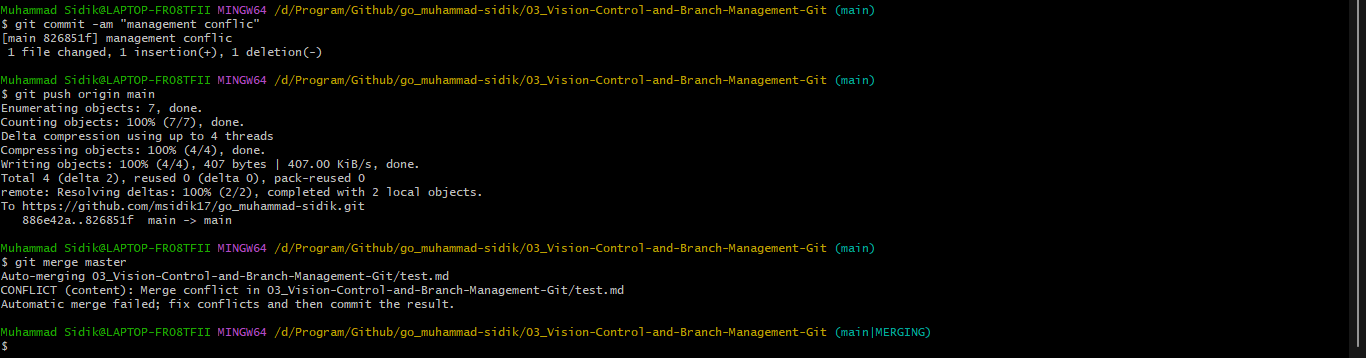 Muhammad Sidik@LAPTOP-FRO8TFII MINGW64 /d/Program/Github/go_muhammad-sidik/03_Vision-Control-and-Branch-Management-Git (main)
$ git commit -am "management conflic"
[main 826851f] management conflic
 1 file changed, 1 insertion(+), 1 deletion(-)

Muhammad Sidik@LAPTOP-FRO8TFII MINGW64 /d/Program/Github/go_muhammad-sidik/03_Vision-Control-and-Branch-Management-Git (main)
$ git push origin main
Enumerating objects: 7, done.
Counting objects: 100% (7/7), done.
Delta compression using up to 4 threads
Compressing objects: 100% (4/4), done.
Writing objects: 100% (4/4), 407 bytes | 407.00 KiB/s, done.
Total 4 (delta 2), reused 0 (delta 0), pack-reused 0
remote: Resolving deltas: 100% (2/2), completed with 2 local objects.
To https://github.com/msidik17/go_muhammad-sidik.git
   886e42a..826851f  main -> main

Muhammad Sidik@LAPTOP-FRO8TFII MINGW64 /d/Program/Github/go_muhammad-sidik/03_Vision-Control-and-Branch-Management-Git (main)
$ git merge master
Auto-merging 03_Vision-Control-and-Branch-Management-Git/test.md
CONFLICT (content): Merge conflict in 03_Vision-Control-and-Branch-Management-Git/test.md
Automatic merge failed; fix conflicts and then commit the result.

Muhammad Sidik@LAPTOP-FRO8TFII MINGW64 /d/Program/Github/go_muhammad-sidik/03_Vision-Control-and-Branch-Management-Git (main|MERGING)
$